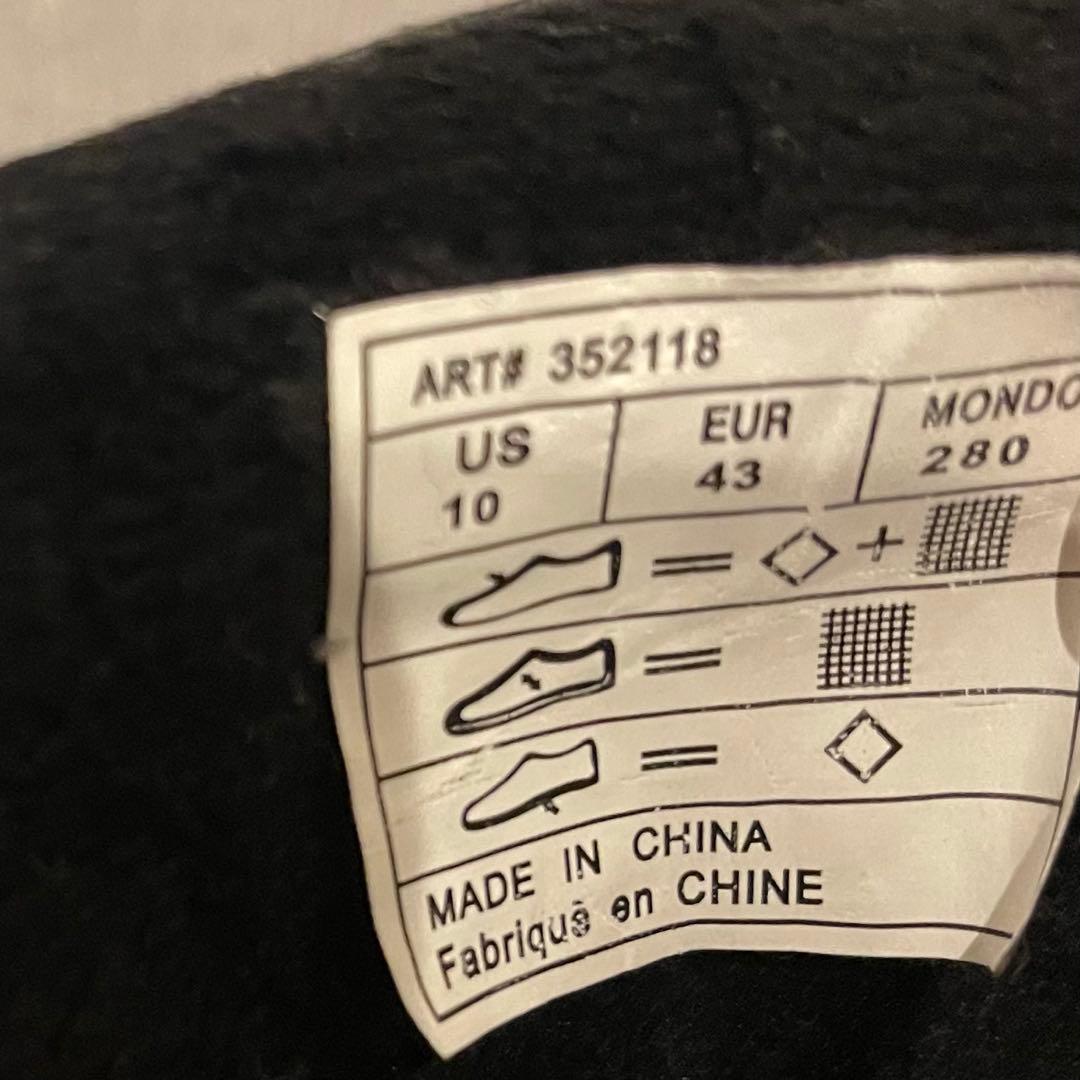 ART# 352118
US EUR MONDO
10 43 280
= +
=
=
MADE IN CHINA
Fabriqué en CHINE